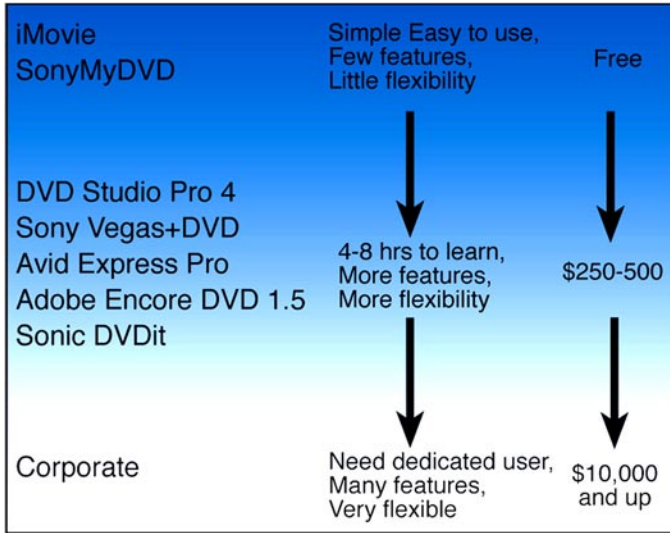 iMovie
SonyMyDVD
Simple Easy to use,
Few features,
Little flexibility
Free
DVD Studio Pro 4
Sony Vegas+DVD
Avid Express Pro
Adobe Encore DVD 1.5
Sonic DVDit
4-8 hrs to learn,
More features,
More flexibility
$250-500
Corporate
Need dedicated user,
Many features,
Very flexible
$10,000
and up